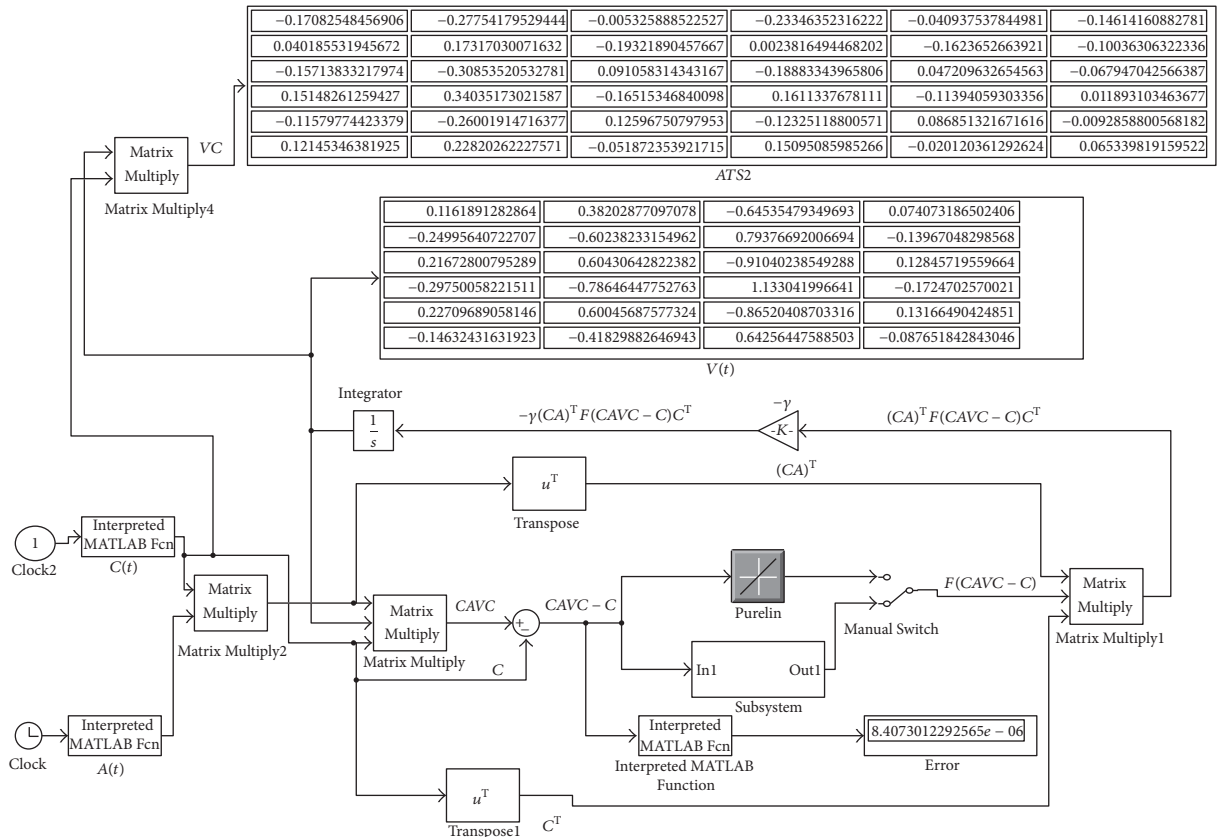 −0.17082548456906 −0.27754179529444 −0.005325888522527 −0.23346352316222 −0.040937537844981 −0.14614160882781
0.040185531945672 0.17317030071632 −0.19321890457667 0.0023816494468202 −0.1623652663921 −0.10036306322336
−0.15713833217974 −0.30853520532781 0.091058314343167 −0.18883343965806 0.047209632654563 −0.067947042566387
0.15148261259427 0.34035173021587 −0.16515346840098 0.1611337678111 −0.11394059303356 0.011893103463677
−0.11579774423379 −0.26001914716377 0.12596750797953 −0.12325118800571 0.086851321671616 −0.0092858800568182
0.12145346381925 0.22820262227571 −0.051872353921715 0.15095085985266 −0.020120361292624 0.065339819159522
ATS2
VC
Matrix
Multiply
Matrix Multiply4
0.1161891282864 0.38202877097078 −0.64535479349693 0.074073186502406
−0.24995640722707 −0.60238233154962 0.79376692006694 −0.13967048298568
0.21672800795289 0.60430642822382 −0.91040238549288 0.12845719559664
−0.29750058221511 −0.78646447752763 1.133041996641 −0.1724702570021
0.22709689058146 0.60045687577324 −0.86520408703316 0.13166490424851
−0.14632431631923 −0.41829882646943 0.64256447588503 −0.087651842843046
V(t)
Integrator
1
s
−γ(CA)ᵀF(CAVC − C)Cᵀ
−γ
-K-
(CA)ᵀF(CAVC − C)Cᵀ
uᵀ
Transpose
(CA)ᵀ
1
Clock2
Interpreted
MATLAB Fcn
C(t)
Matrix
Multiply
Matrix Multiply2
Matrix
Multiply
Matrix Multiply
CAVC
+
−
C
CAVC − C
Purelin
Manual Switch
F(CAVC − C)
Matrix
Multiply
Matrix Multiply1
In1 Out1
Subsystem
Clock
Interpreted
MATLAB Fcn
A(t)
Interpreted
MATLAB Fcn
Interpreted MATLAB
Function
8.4073012292565e − 06
Error
uᵀ
Transpose1
Cᵀ